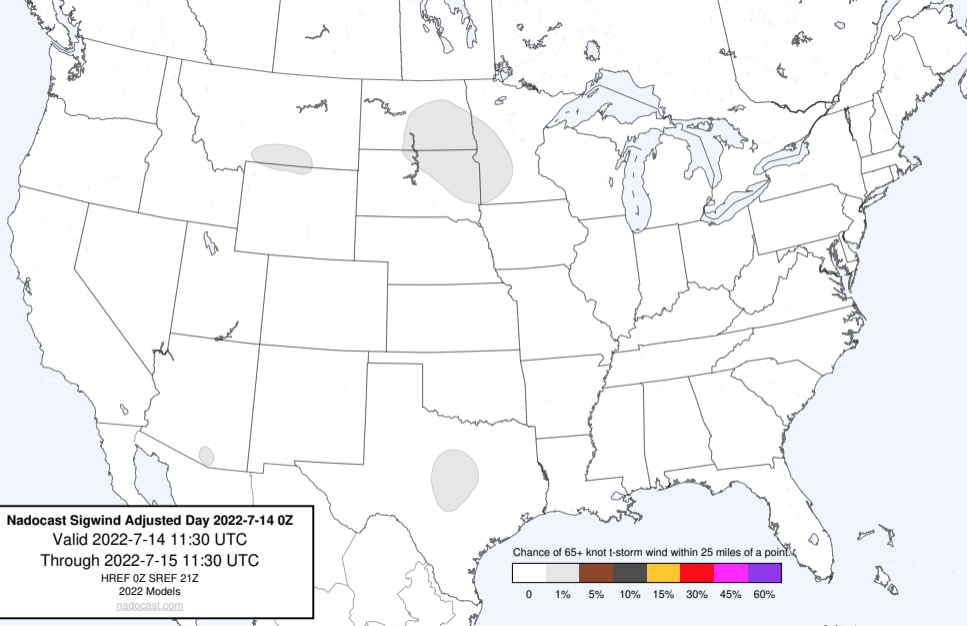 Nadocast Sigwind Adjusted Day 2022-7-14 0Z
Valid 2022-7-14 11:30 UTC
Through 2022-7-15 11:30 UTC
HREF 0Z SREF 21Z
2022 Models
nadocast.com
Chance of 65+ knot t-storm wind within 25 miles of a point.
0 1% 5% 10% 15% 30% 45% 60%